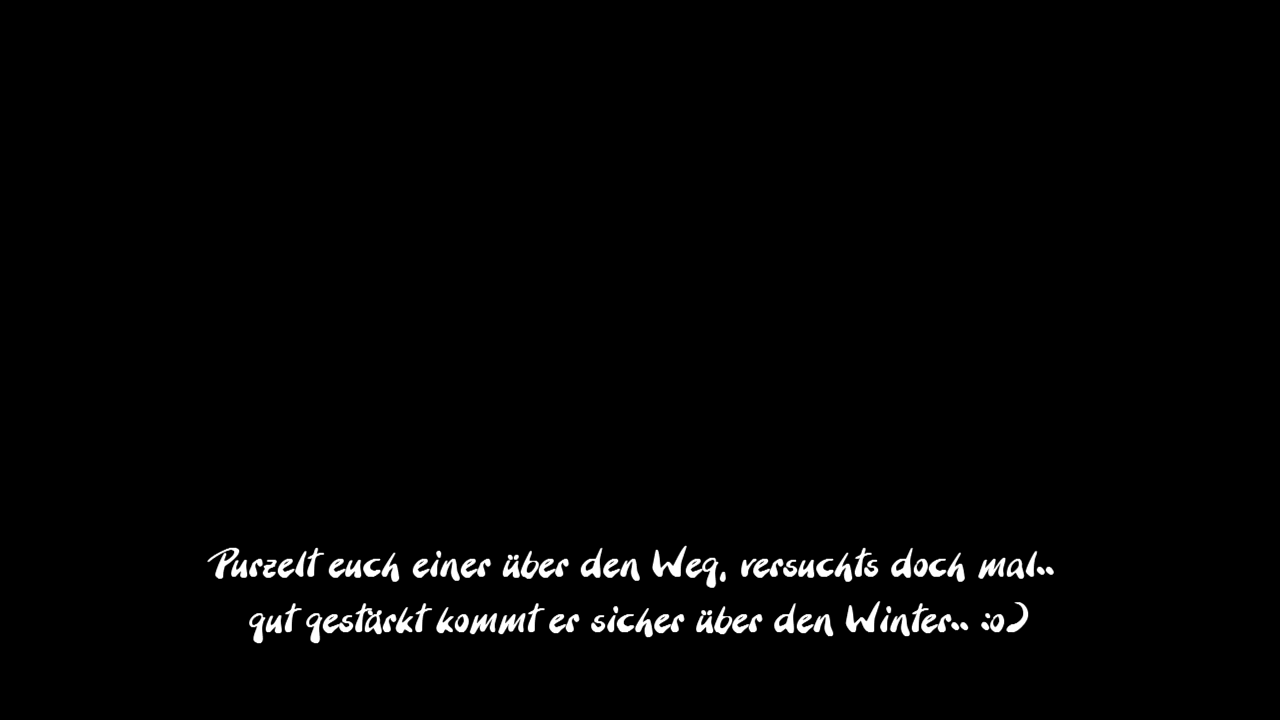 Purzelt euch einer über den Weg, versuchts doch mal..
gut gestärkt kommt er sicher über den Winter.. :o)